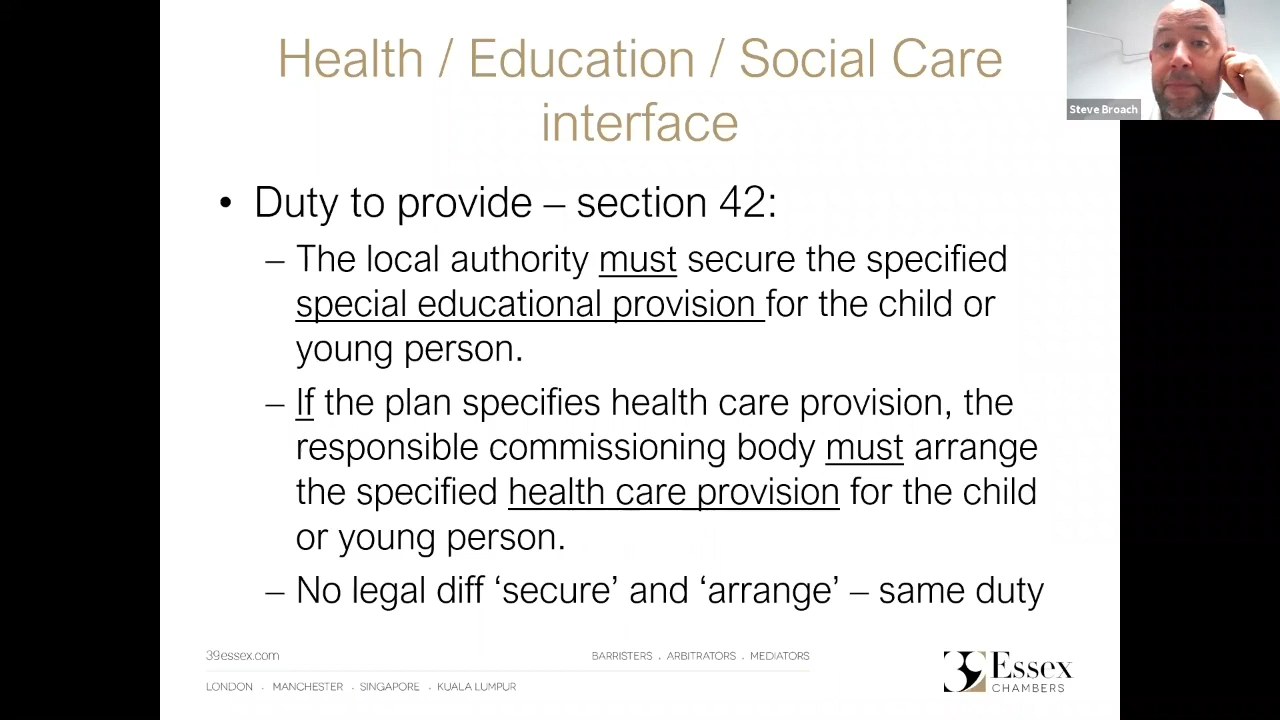 Health / Education / Social Care
interface
Steve Broach
• Duty to provide – section 42:
– The local authority must secure the specified
special educational provision for the child or
young person.
– If the plan specifies health care provision, the
responsible commissioning body must arrange
the specified health care provision for the child
or young person.
– No legal diff ‘secure’ and ‘arrange’ – same duty
39essex.com
BARRISTERS . ARBITRATORS . MEDIATORS
LONDON . MANCHESTER . SINGAPORE . KUALA LUMPUR
39 Essex
CHAMBERS